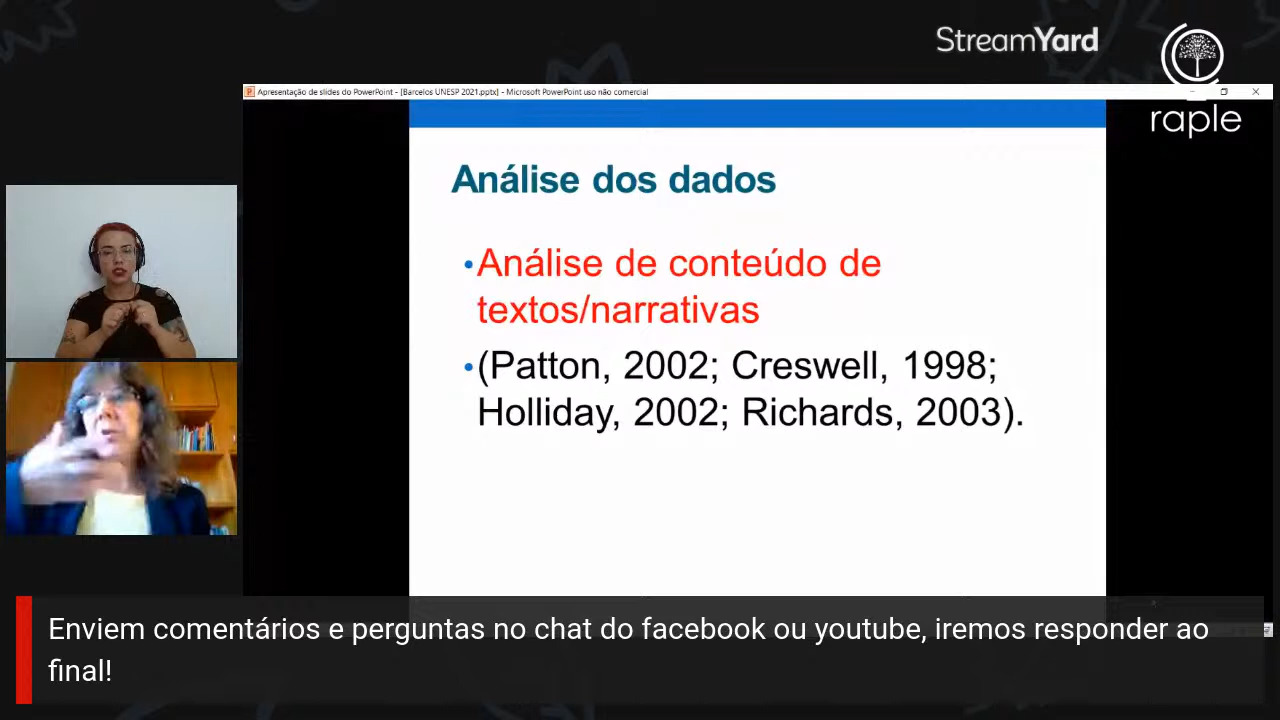 StreamYard
raple
Apresentação de slides do PowerPoint - [Barcelos UNESP 2021.pptx] - Microsoft PowerPoint uso não comercial
Análise dos dados
•Análise de conteúdo de
textos/narrativas
•(Patton, 2002; Creswell, 1998;
Holliday, 2002; Richards, 2003).
Enviem comentários e perguntas no chat do facebook ou youtube, iremos responder ao
final!